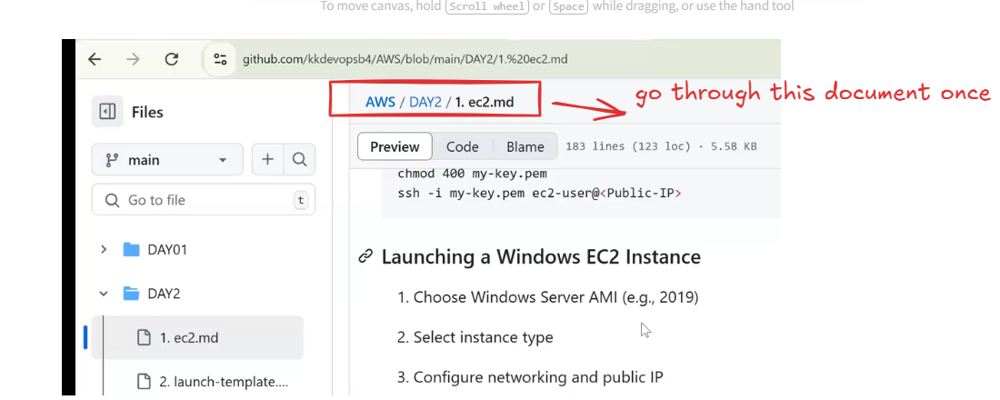 To move canvas, hold Scroll wheel or Space while dragging, or use the hand tool
github.com/kkdevopsb4/AWS/blob/main/DAY2/1.%20ec2.md
AWS / DAY2 / 1. ec2.md
go through this document once
Files
Preview Code Blame 183 lines (123 loc) · 5.58 KB
main
chmod 400 my-key.pem
ssh -i my-key.pem ec2-user@<Public-IP>
Go to file t
DAY01
Launching a Windows EC2 Instance
DAY2
1. Choose Windows Server AMI (e.g., 2019)
1. ec2.md
2. Select instance type
2. launch-template....
3. Configure networking and public IP